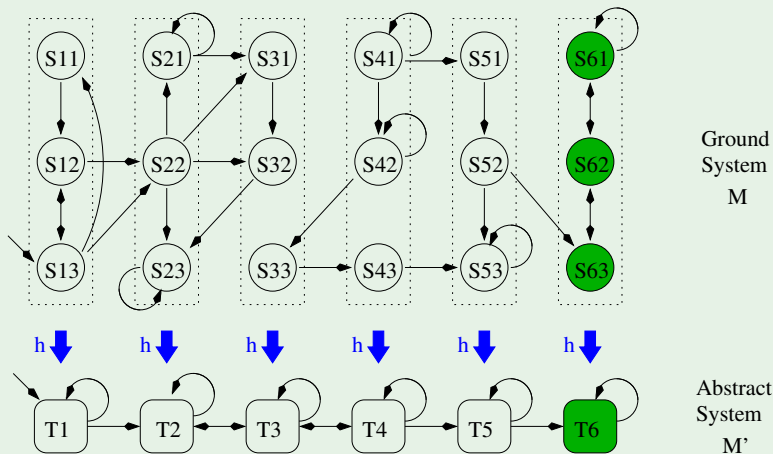 S11 S21 S31 S41 S51 S61
S12 S22 S32 S42 S52 S62
S13 S23 S33 S43 S53 S63
Ground
System
M
h h h h h h
T1 T2 T3 T4 T5 T6
Abstract
System
M'